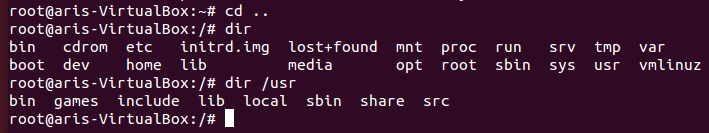 root@aris-VirtualBox:~# cd ..
root@aris-VirtualBox:/# dir
bin   cdrom  etc   initrd.img  lost+found  mnt  proc  run   srv  tmp  var
boot  dev    home  lib         media       opt  root  sbin  sys  usr  vmlinuz
root@aris-VirtualBox:/# dir /usr
bin  games  include  lib  local  sbin  share  src
root@aris-VirtualBox:/#